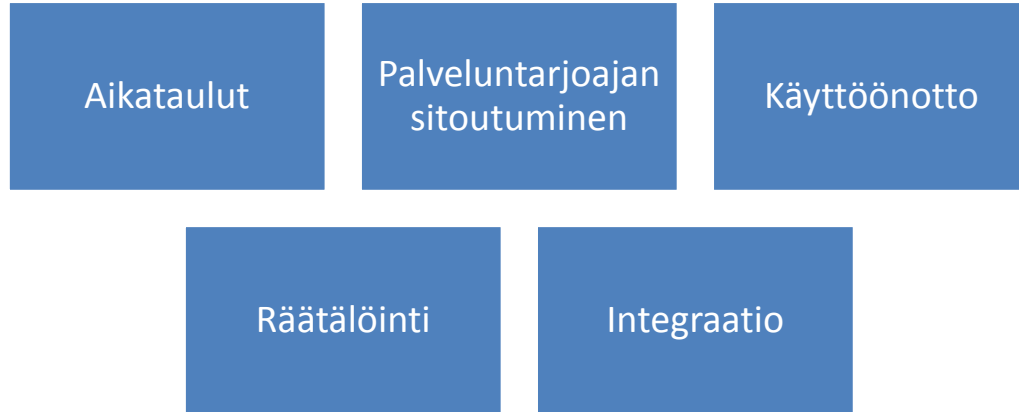 Aikataulut
Palveluntarjoajan
sitoutuminen
Käyttöönotto
Räätälöinti
Integraatio